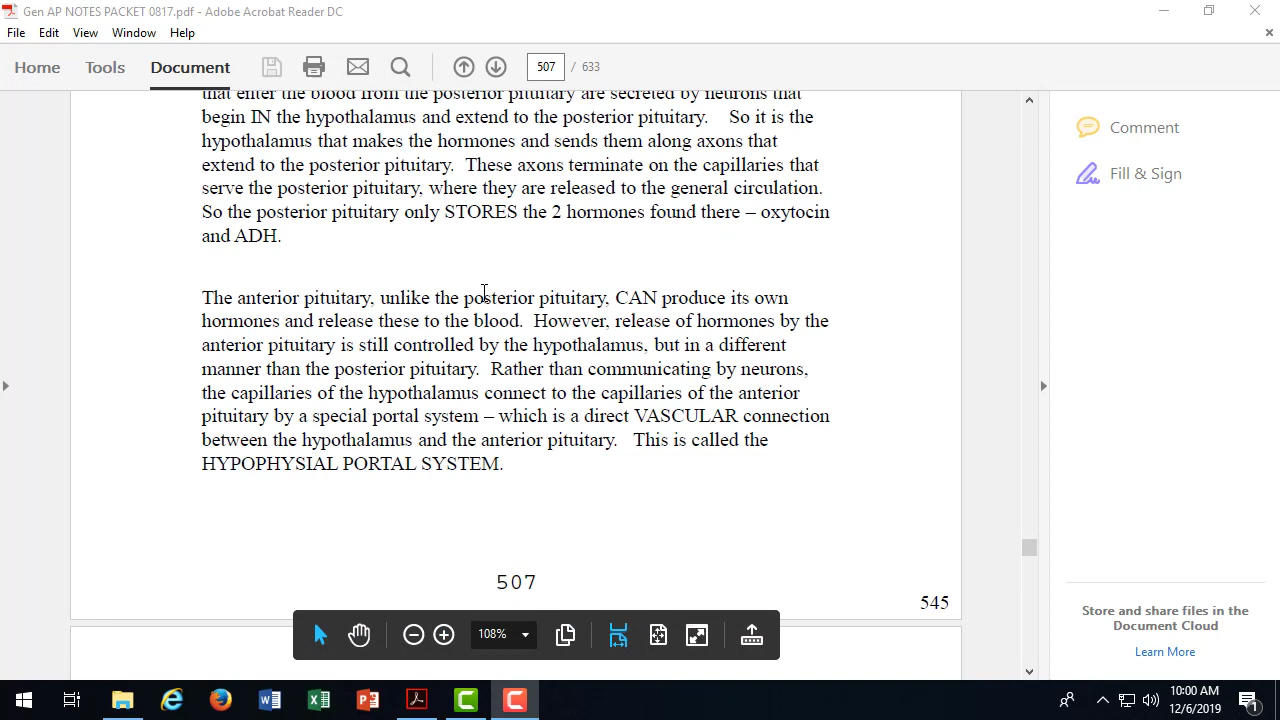 Gen AP NOTES PACKET 0817.pdf - Adobe Acrobat Reader DC
File Edit View Window Help
Home Tools Document 507 / 633
that enter the blood from the posterior pituitary are secreted by neurons that
begin IN the hypothalamus and extend to the posterior pituitary. So it is the
hypothalamus that makes the hormones and sends them along axons that
extend to the posterior pituitary. These axons terminate on the capillaries that
serve the posterior pituitary, where they are released to the general circulation.
So the posterior pituitary only STORES the 2 hormones found there – oxytocin
and ADH.
The anterior pituitary, unlike the posterior pituitary, CAN produce its own
hormones and release these to the blood. However, release of hormones by the
anterior pituitary is still controlled by the hypothalamus, but in a different
manner than the posterior pituitary. Rather than communicating by neurons,
the capillaries of the hypothalamus connect to the capillaries of the anterior
pituitary by a special portal system – which is a direct VASCULAR connection
between the hypothalamus and the anterior pituitary. This is called the
HYPOPHYSIAL PORTAL SYSTEM.
507
545
108%
Comment
Fill & Sign
Store and share files in the
Document Cloud
Learn More
10:00 AM
12/6/2019
1